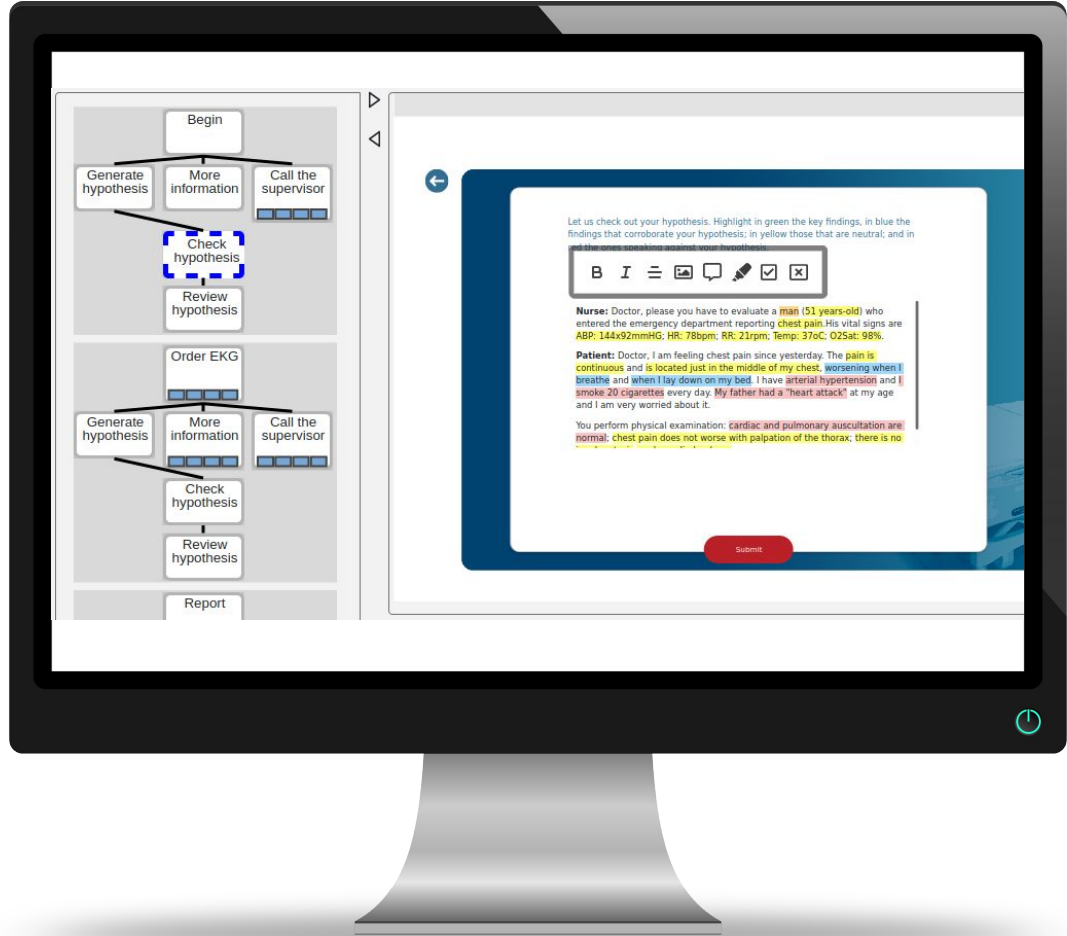 Begin
Generate
hypothesis
More
information
Call the
supervisor
Check
hypothesis
Review
hypothesis
Order EKG
Generate
hypothesis
More
information
Call the
supervisor
Check
hypothesis
Review
hypothesis
Report
Let us check out your hypothesis. Highlight in green the key findings, in blue the
findings that corroborate your hypothesis; in yellow those that are neutral; and in
red the ones speaking against your hypothesis.
B I
Nurse: Doctor, please you have to evaluate a man (51 years-old) who
entered the emergency department reporting chest pain.His vital signs are
ABP: 144x92mmHG; HR: 78bpm; RR: 21rpm; Temp: 37oC; O2Sat: 98%.
Patient: Doctor, I am feeling chest pain since yesterday. The pain is
continuous and is located just in the middle of my chest, worsening when I
breathe and when I lay down on my bed. I have arterial hypertension and I
smoke 20 cigarettes every day. My father had a "heart attack" at my age
and I am very worried about it.
You perform physical examination: cardiac and pulmonary auscultation are
normal; chest pain does not worse with palpation of the thorax; there is no
Submit